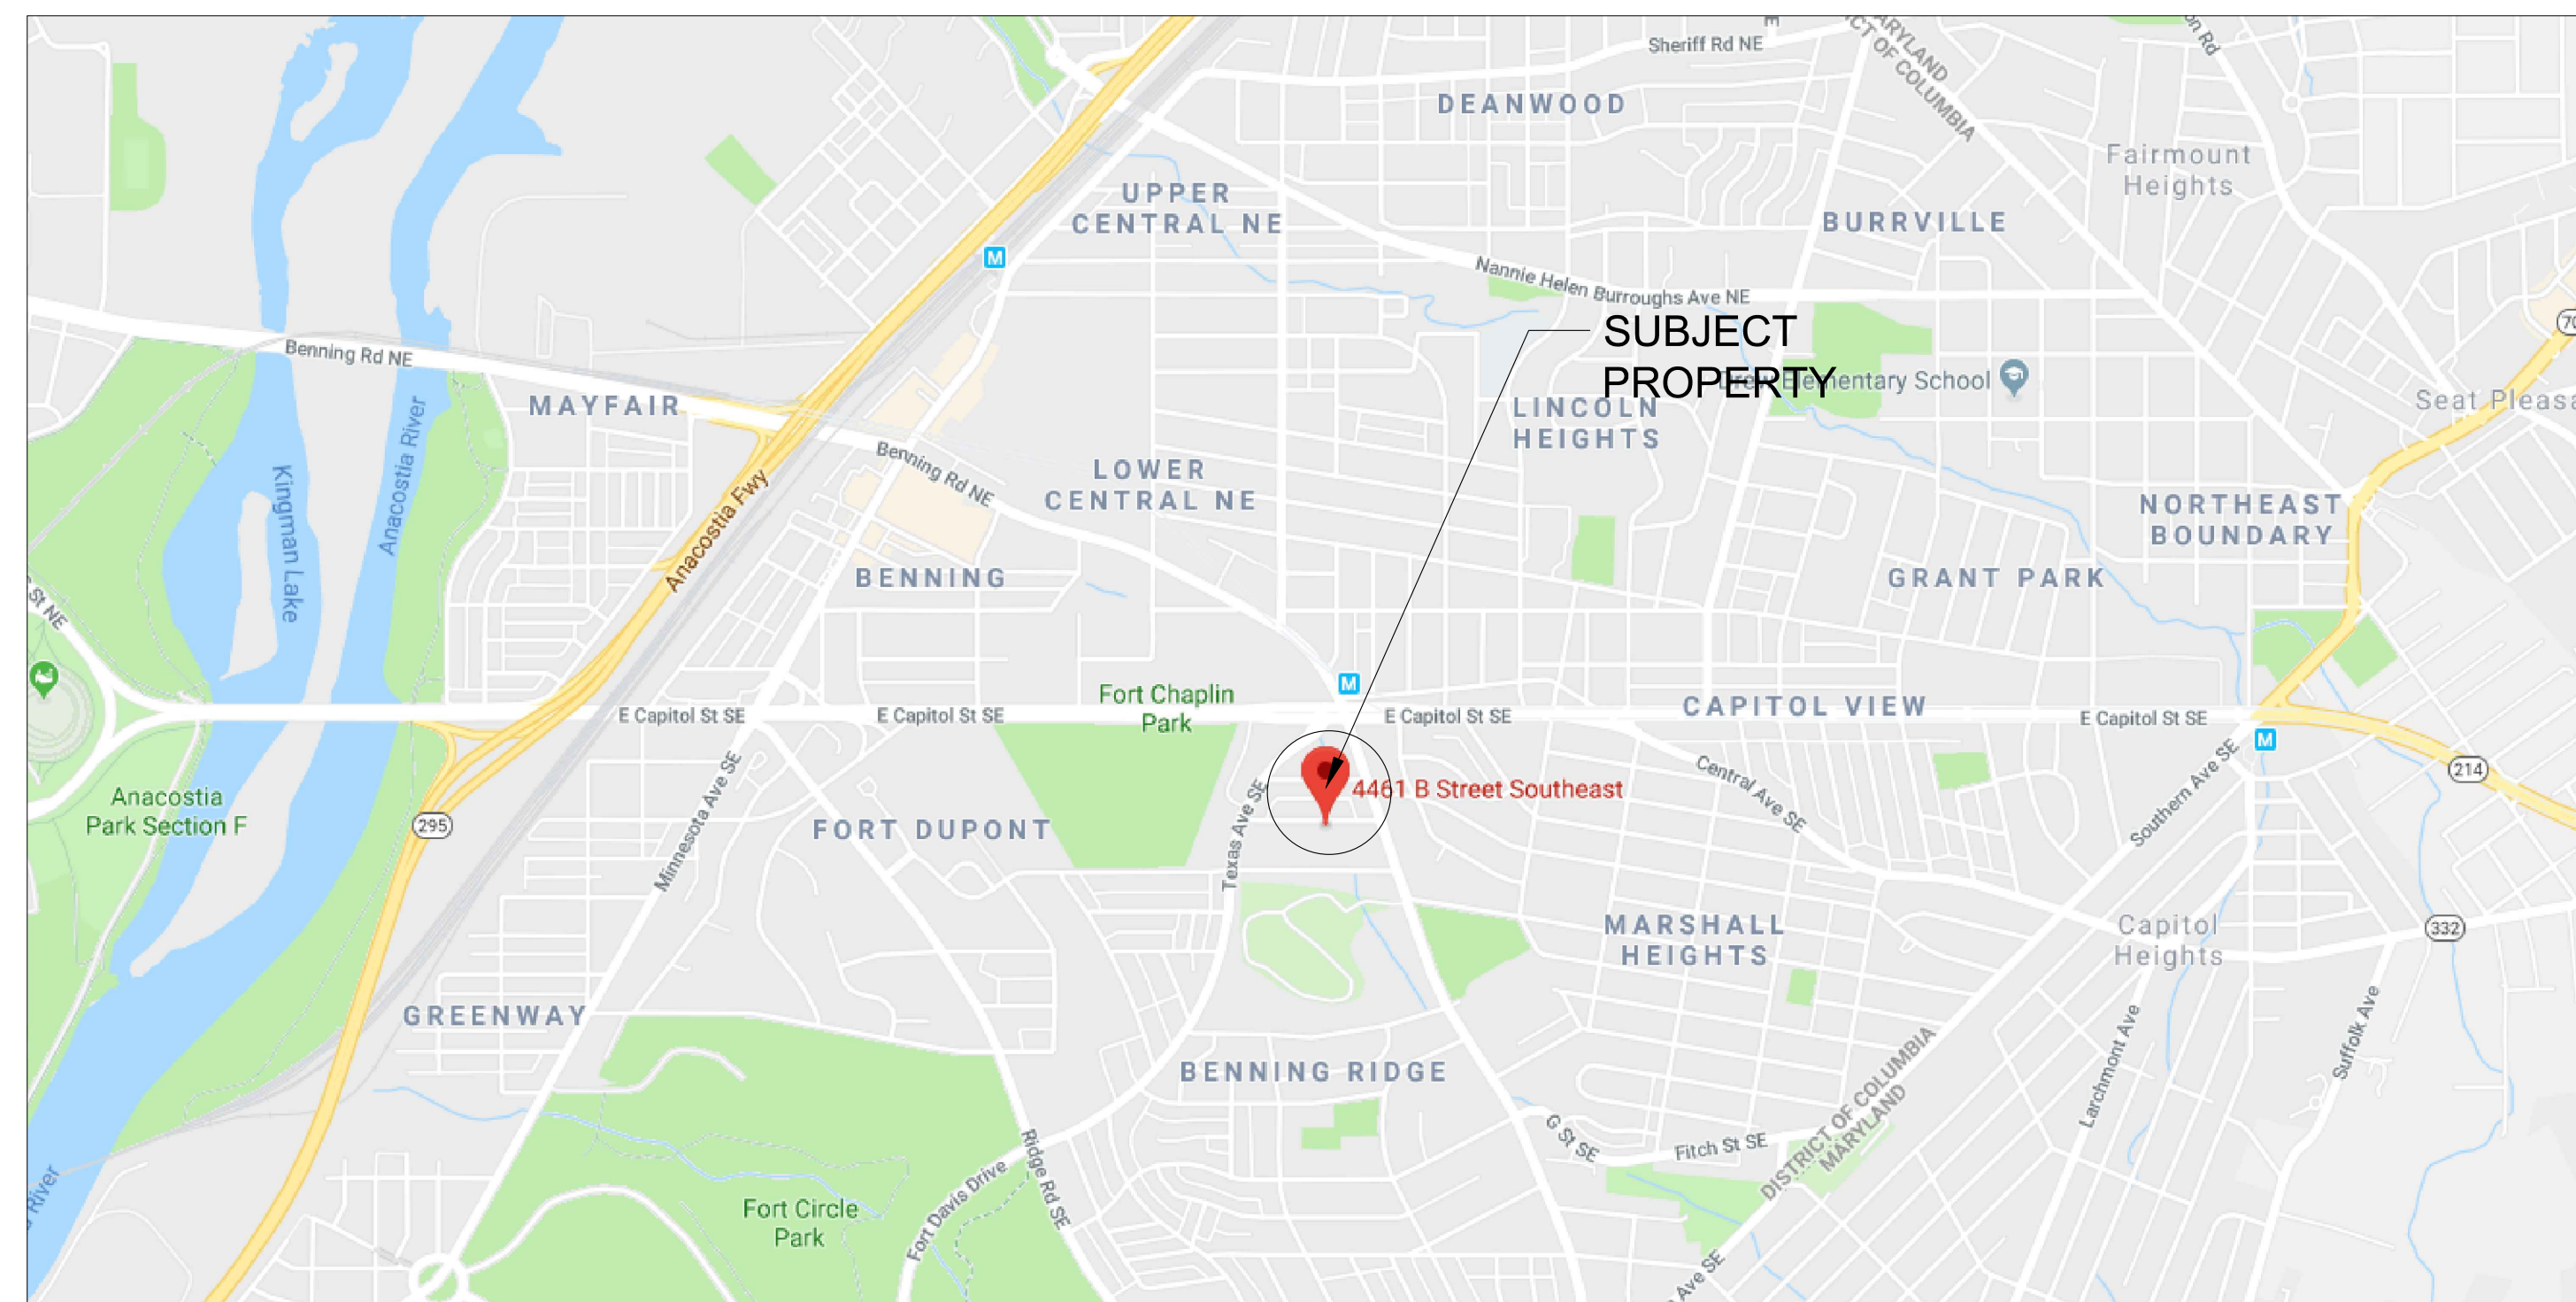 Sheriff Rd NE
MARYLAND
DISTRICT OF COLUMBIA
DEANWOOD
Fairmount
Heights
UPPER
CENTRAL NE
BURRVILLE
M
Nannie Helen Burroughs Ave NE
SUBJECT
PROPERTY
Benning Rd NE
Elementary School
MAYFAIR
LINCOLN
HEIGHTS
Anacostia River
Kingman Lake
Benning Rd NE
LOWER
CENTRAL NE
Anacostia Fwy
NORTHEAST
BOUNDARY
BENNING
GRANT PARK
St NE
M
Fort Chaplin
Park
E Capitol St SE
E Capitol St SE
E Capitol St SE
CAPITOL VIEW
E Capitol St SE
M
214
4461 B Street Southeast
Central Ave SE
Southern Ave SE
Anacostia
Park Section F
295
Minnesota Ave SE
FORT DUPONT
Texas Ave SE
MARSHALL
HEIGHTS
Capitol
Heights
332
GREENWAY
BENNING RIDGE
Larchmont Ave
Suffolk Ave
G St SE
Fitch St SE
DISTRICT OF COLUMBIA
MARYLAND
River
Fort Circle
Park
Fort Davis Drive
Ridge Rd SE
Ave SE